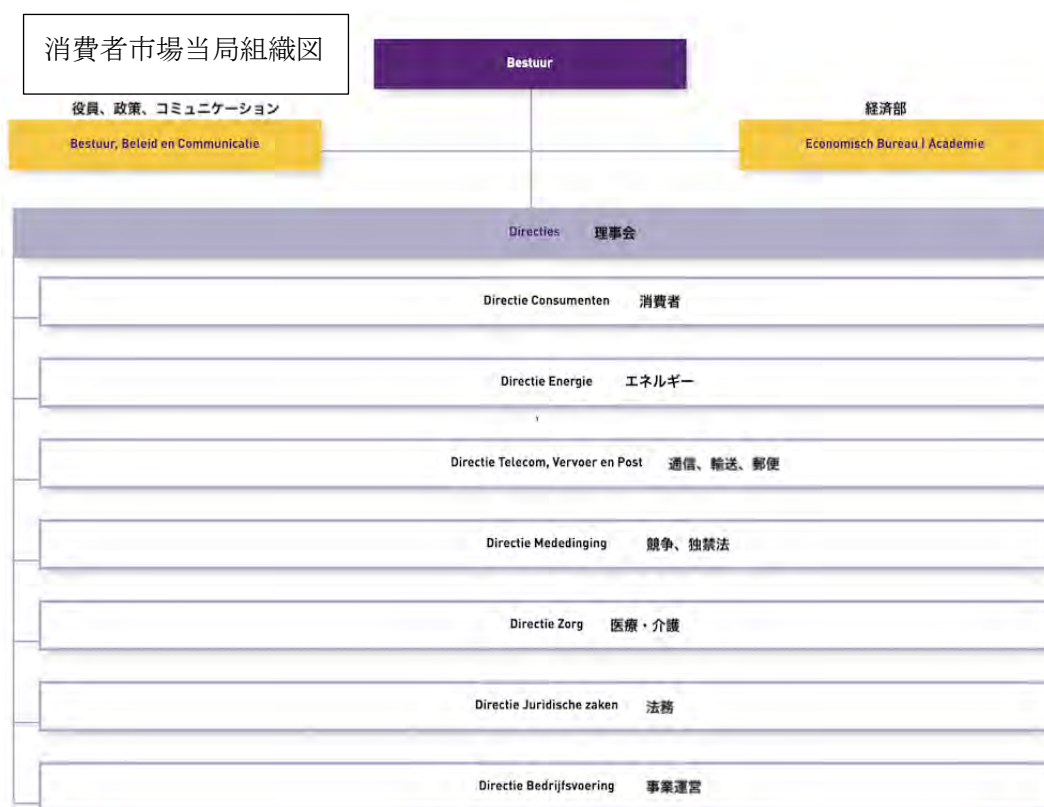 消費者市場当局組織図
Bestuur
役員、政策、コミュニケーション
経済部
Bestuur, Beleid en Communicatie
Economisch Bureau | Academie
Directies 理事会
Directie Consumenten 消費者
Directie Energie エネルギー
Directie Telecom, Vervoer en Post 通信、輸送、郵便
Directie Mededinging 競争、独禁法
Directie Zorg 医療・介護
Directie Juridische zaken 法務
Directie Bedrijfsvoering 事業運営